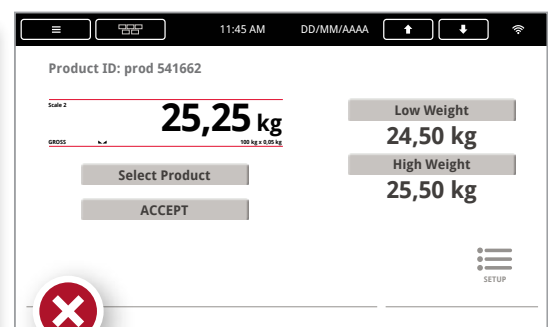 11:45 AM DD/MM/AAAA
Product ID: prod 541662
Scale 2
25,25 kg
GROSS 100 kg x 0,05 kg
Select Product
ACCEPT
Low Weight
24,50 kg
High Weight
25,50 kg
SETUP